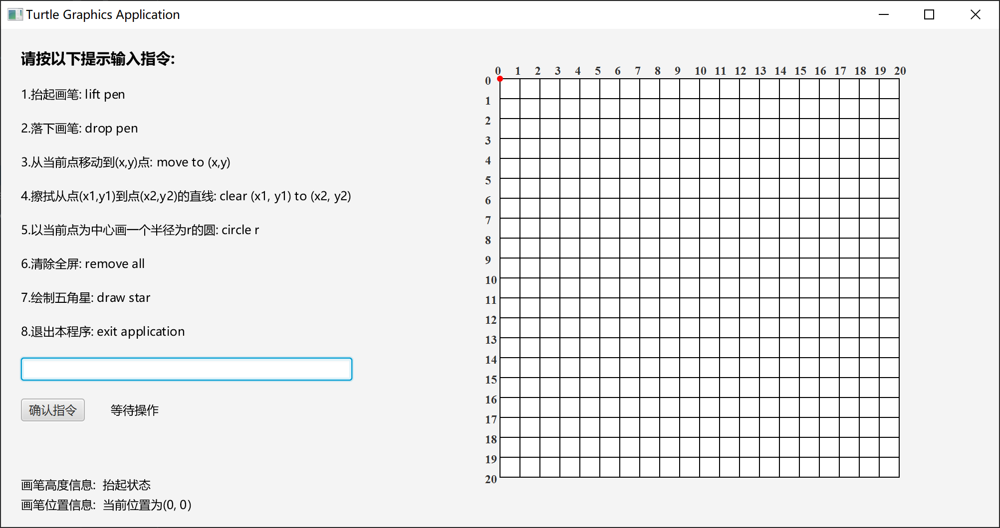 Turtle Graphics Application
请按以下提示输入指令:
1.抬起画笔: lift pen
2.落下画笔: drop pen
3.从当前点移动到(x,y)点: move to (x,y)
4.擦拭从点(x1,y1)到点(x2,y2)的直线: clear (x1, y1) to (x2, y2)
5.以当前点为中心画一个半径为r的圆: circle r
6.清除全屏: remove all
7.绘制五角星: draw star
8.退出本程序: exit application
确认指令 等待操作
画笔高度信息: 抬起状态
画笔位置信息: 当前位置为(0, 0)
0 1 2 3 4 5 6 7 8 9 10 11 12 13 14 15 16 17 18 19 20
0
1
2
3
4
5
6
7
8
9
10
11
12
13
14
15
16
17
18
19
20